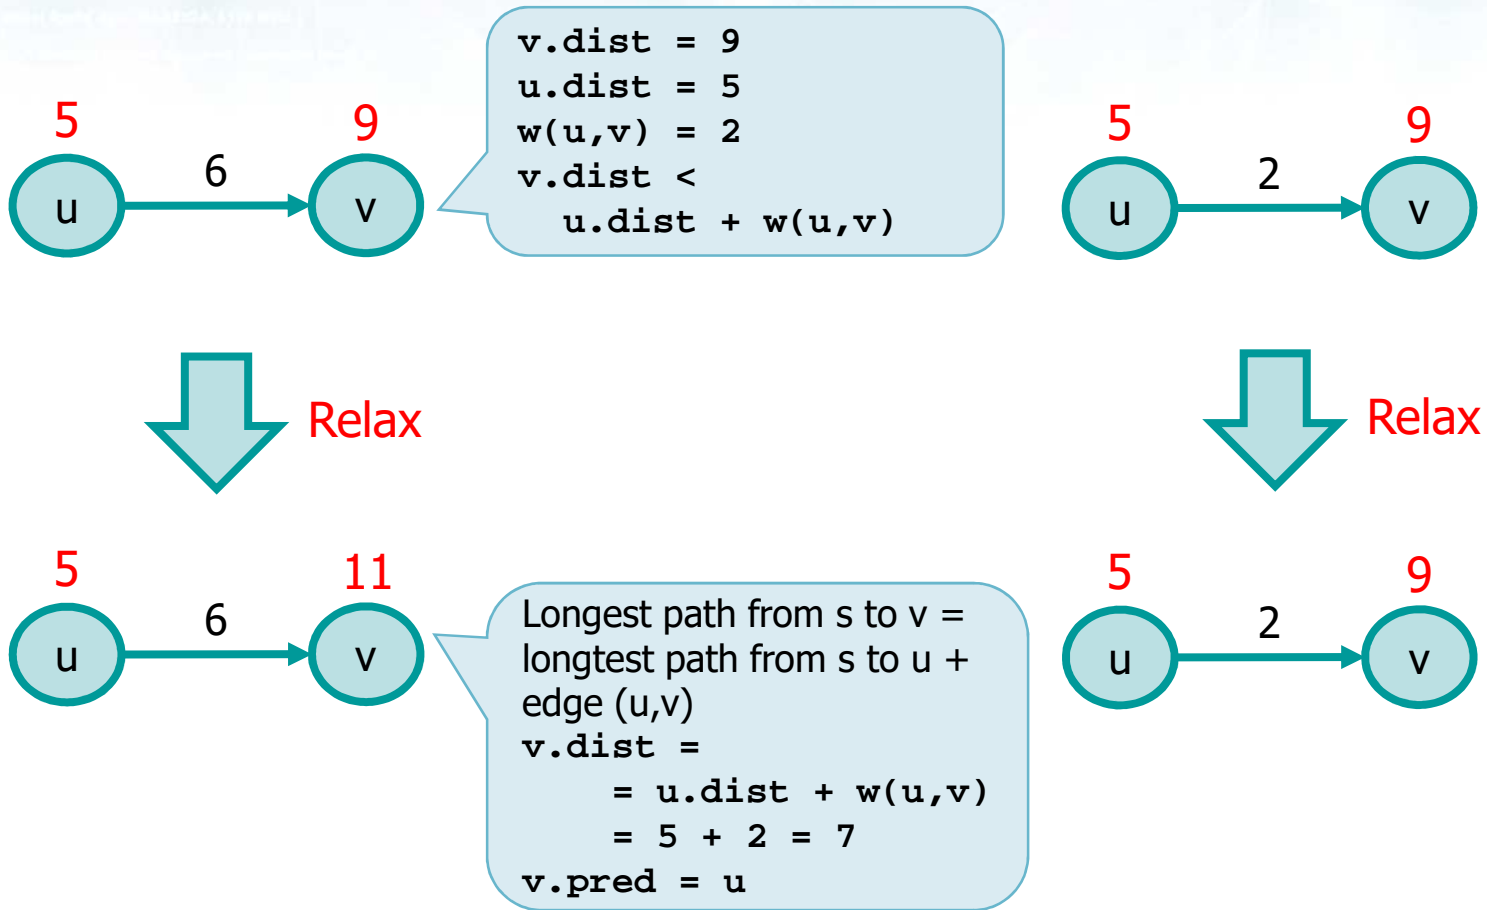 v.dist = 9
u.dist = 5
w(u,v) = 2
v.dist <
u.dist + w(u,v)
5
9
6
u
v
5
9
2
u
v
Relax
Relax
5
11
6
u
v
Longest path from s to v =
longtest path from s to u +
edge (u,v)
v.dist =
= u.dist + w(u,v)
= 5 + 2 = 7
v.pred = u
5
9
2
u
v